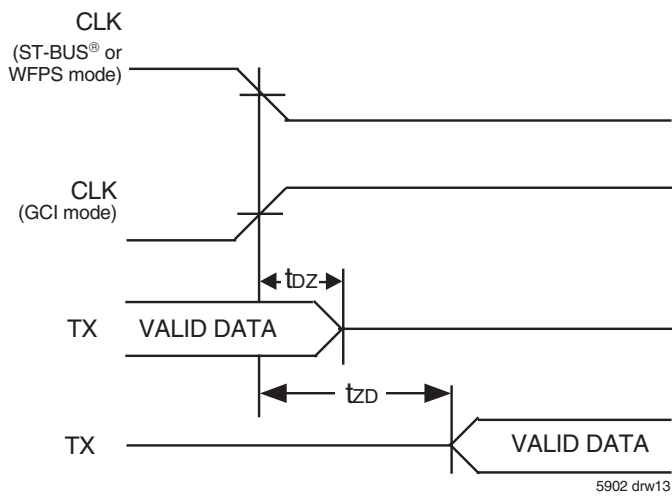 CLK
(ST-BUS® or
WFPS mode)
CLK
(GCI mode)
tDZ
TX VALID DATA
tZD
TX VALID DATA
5902 drw13